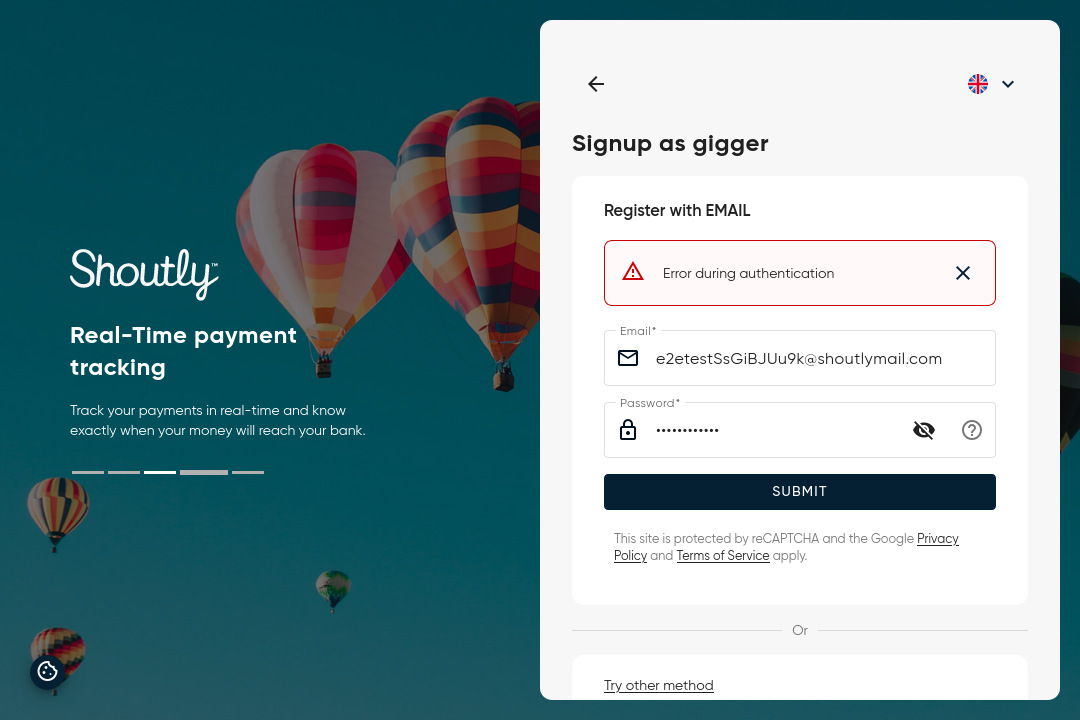 Shoutly™
Real-Time payment
tracking
Track your payments in real-time and know
exactly when your money will reach your bank.
Signup as gigger
Register with EMAIL
Error during authentication
Email*
e2etestSsGiBJUu9k@shoutlymail.com
Password*
••••••••••••
SUBMIT
This site is protected by reCAPTCHA and the Google Privacy
Policy and Terms of Service apply.
Or
Try other method